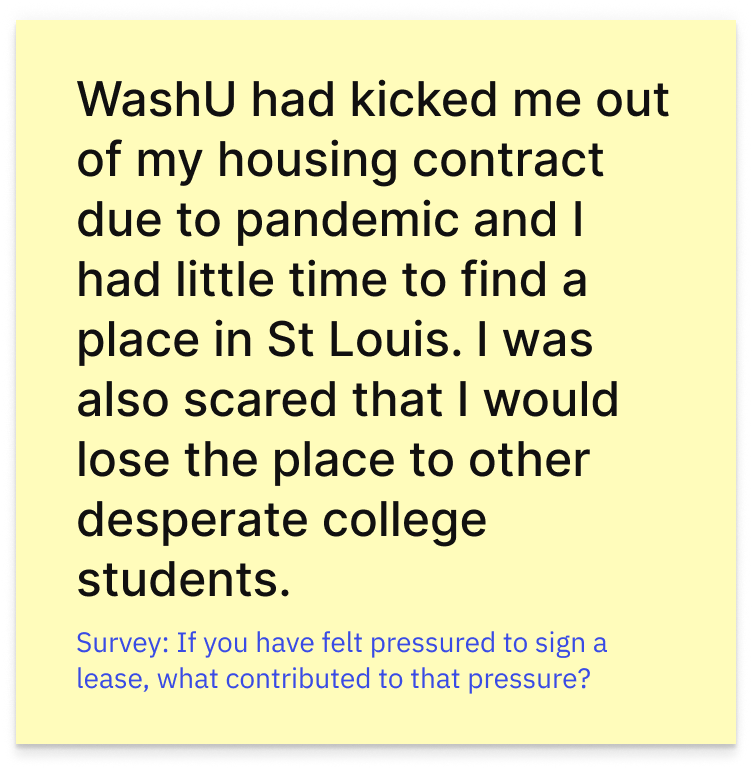 WashU had kicked me out
of my housing contract
due to pandemic and I
had little time to find a
place in St Louis. I was
also scared that I would
lose the place to other
desperate college
students.
Survey: If you have felt pressured to sign a
lease, what contributed to that pressure?